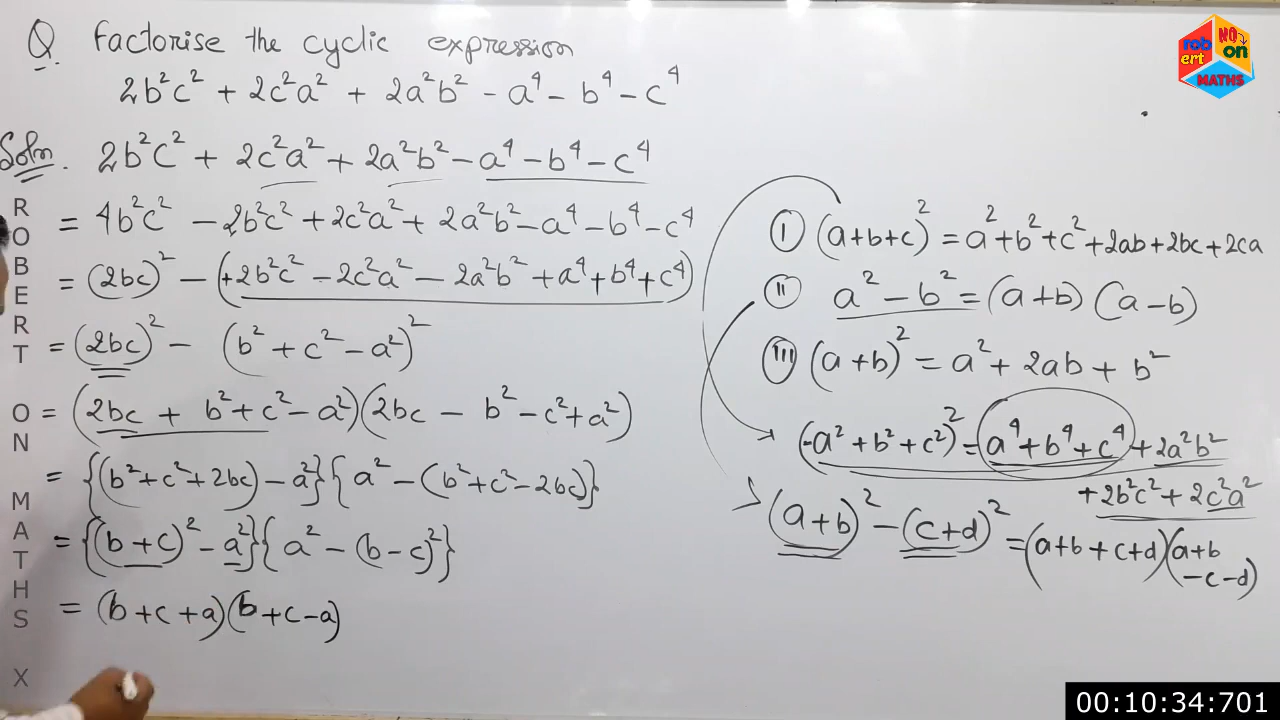 Q. Factorise the cyclic expression
2b²c² + 2c²a² + 2a²b² - a⁴ - b⁴ - c⁴
Soln. 2b²c² + 2c²a² + 2a²b² - a⁴ - b⁴ - c⁴
= 4b²c² - 2b²c² + 2c²a² + 2a²b² - a⁴ - b⁴ - c⁴
= (2bc)² - (+2b²c² - 2c²a² - 2a²b² + a⁴ + b⁴ + c⁴)
= (2bc)² - (b² + c² - a²)²
= (2bc + b² + c² - a²)(2bc - b² - c² + a²)
= {(b² + c² + 2bc) - a²}{a² - (b² + c² - 2bc)}
= {(b + c)² - a²}{a² - (b - c)²}
= (b + c + a)(b + c - a)
I (a+b+c)² = a² + b² + c² + 2ab + 2bc + 2ca
II a² - b² = (a+b)(a-b)
III (a+b)² = a² + 2ab + b²
(-a² + b² + c²)² = a⁴ + b⁴ + c⁴ + 2a²b²
+ 2b²c² + 2c²a²
(a+b)² - (c+d)² = (a+b+c+d)(a+b
-c-d)
ROBERT ON MATHS X
robert NO on
MATHS
00:10:34:701